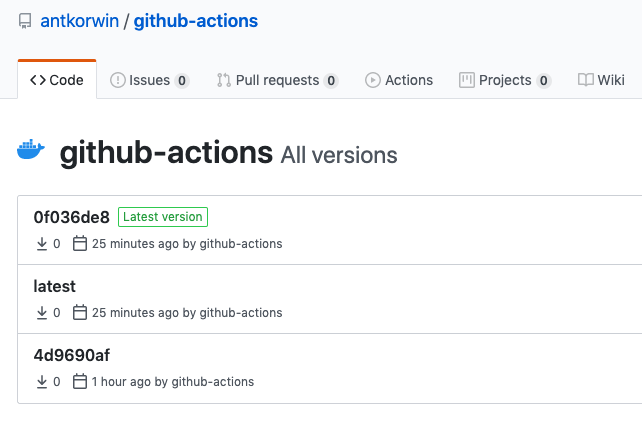 antkorwin / github-actions
Code Issues 0 Pull requests 0 Actions Projects 0 Wiki
github-actions All versions
0f036de8 Latest version
0 25 minutes ago by github-actions
latest
0 25 minutes ago by github-actions
4d9690af
0 1 hour ago by github-actions